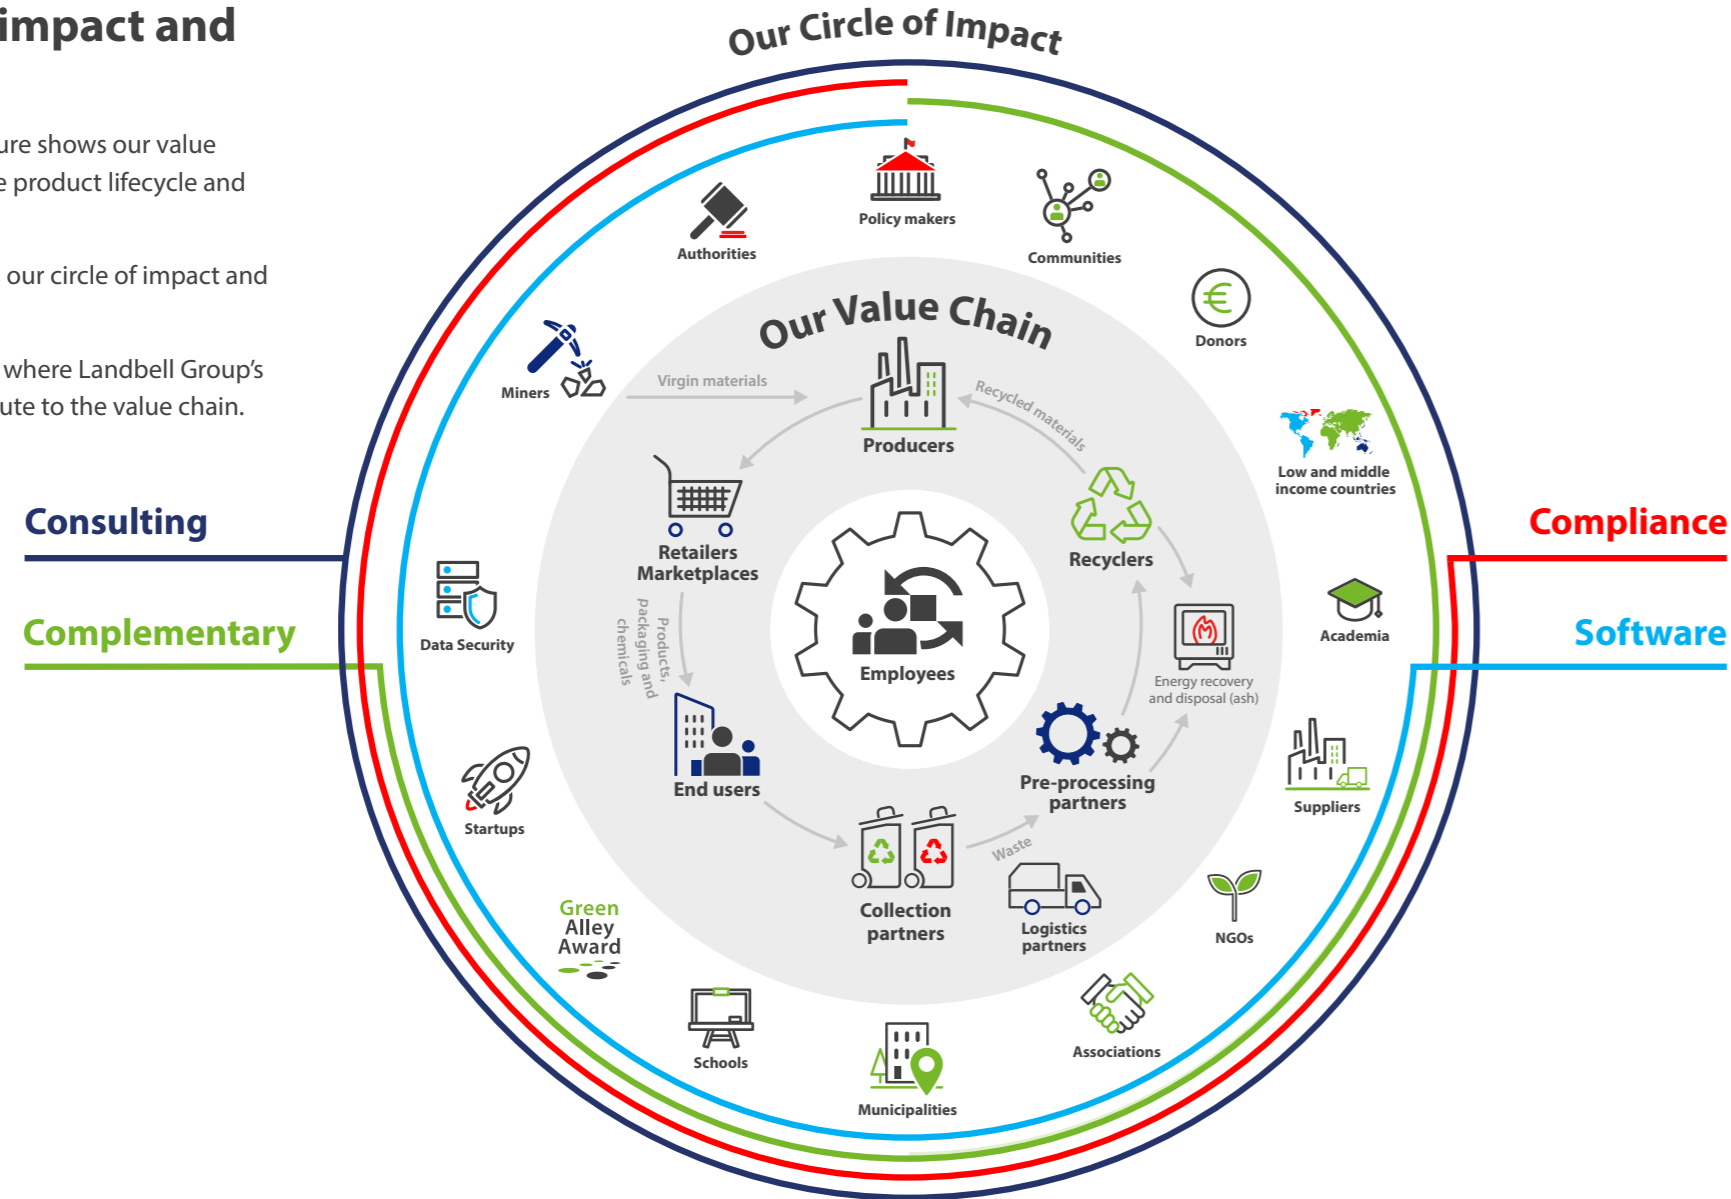 impact and
ure shows our value
e product lifecycle and
our circle of impact and
where Landbell Group's
ute to the value chain.
Our Circle of Impact
Policy makers
Authorities
Communities
Donors
Miners
Our Value Chain
Virgin materials
Recycled materials
Producers
Low and middle
income countries
Consulting
Compliance
Retailers
Marketplaces
Recyclers
Complementary
Software
Data Security
Academia
Products,
packaging and
chemicals
Employees
Energy recovery
and disposal (ash)
End users
Pre-processing
partners
Suppliers
Startups
Waste
Collection
partners
Logistics
partners
Green
Alley
Award
NGOs
Schools
Associations
Municipalities